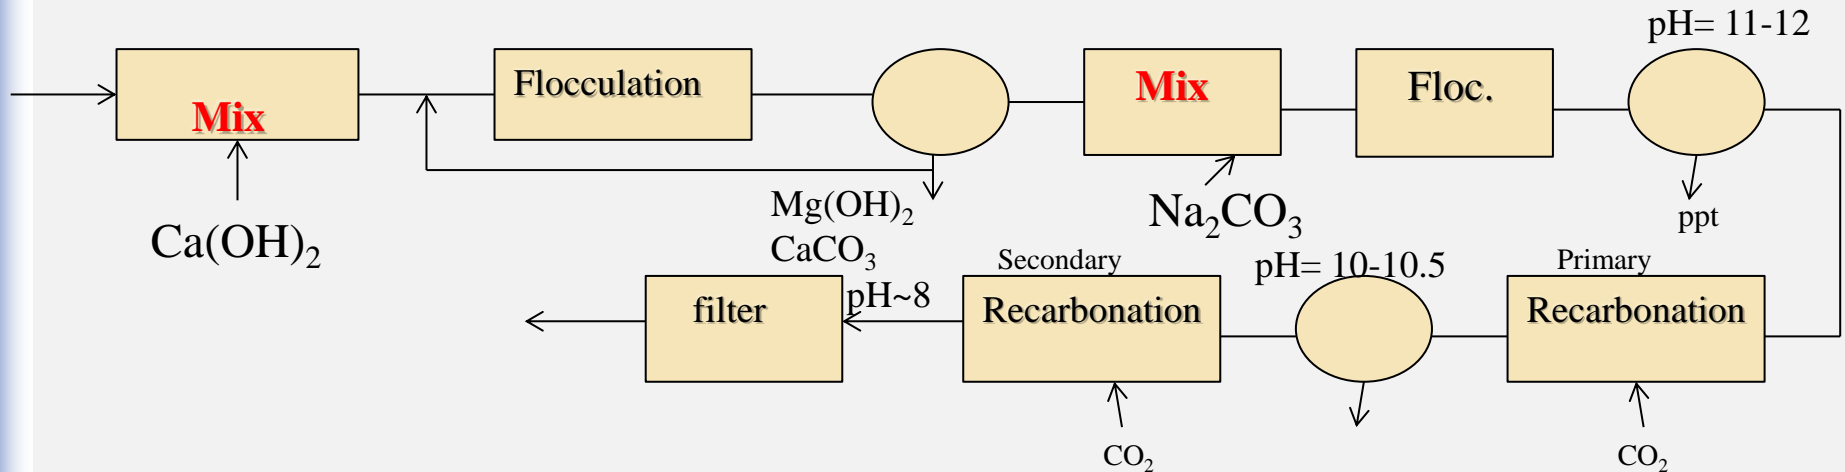 pH= 11-12
Mix
Flocculation
Mix
Floc.
Ca(OH)₂
Mg(OH)₂
CaCO₃
Na₂CO₃
ppt
Secondary
pH= 10-10.5
Primary
filter
pH~8
Recarbonation
Recarbonation
CO₂
CO₂